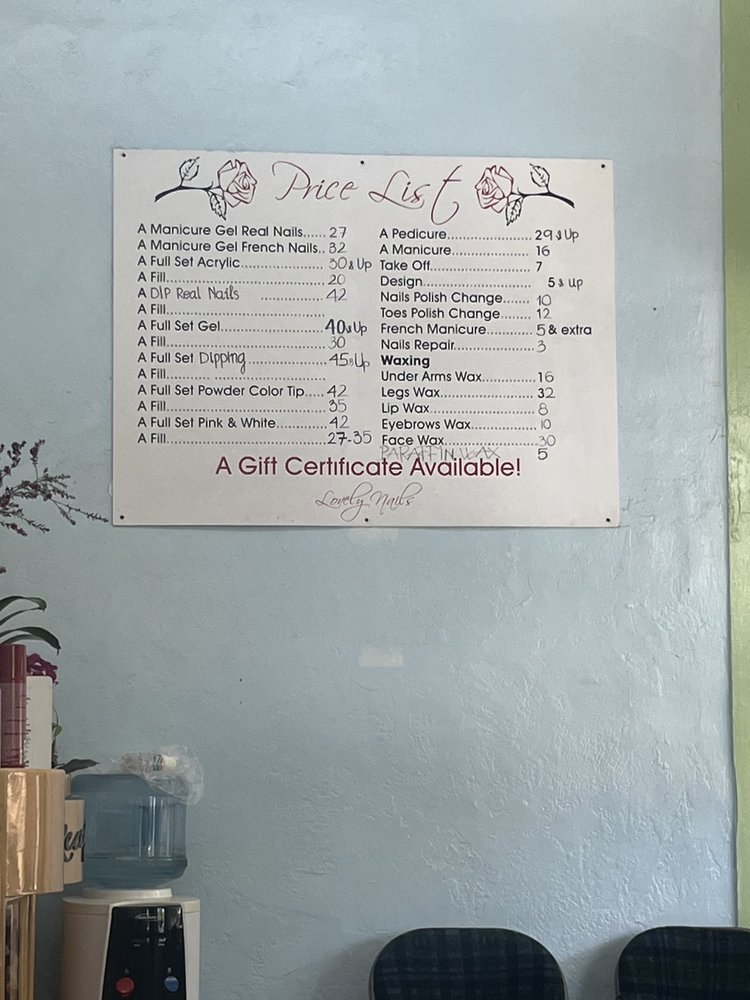 Price List
A Manicure Gel Real Nails...... 27
A Manicure Gel French Nails.. 32
A Full Set Acrylic.................... 30 & Up
A Fill....................................... 20
A DIP Real Nails ............... 42
A Fill.......................................
A Full Set Gel......................... 40 & Up
A Fill....................................... 30
A Full Set Dipping................... 45 & Up
A Fill.......................................
A Full Set Powder Color Tip..... 42
A Fill....................................... 35
A Full Set Pink & White............ 42
A Fill....................................... 27-35
A Pedicure........................... 29 & Up
A Manicure.......................... 16
Take Off............................... 7
Design................................. 5 & Up
Nails Polish Change....... 10
Toes Polish Change........ 12
French Manicure........... 5 & extra
Nails Repair.................... 3
Waxing
Under Arms Wax............. 16
Legs Wax........................ 32
Lip Wax........................... 8
Eyebrows Wax................ 10
Face Wax....................... 30
PARAFFIN WAX 5
A Gift Certificate Available!
Lovely Nails